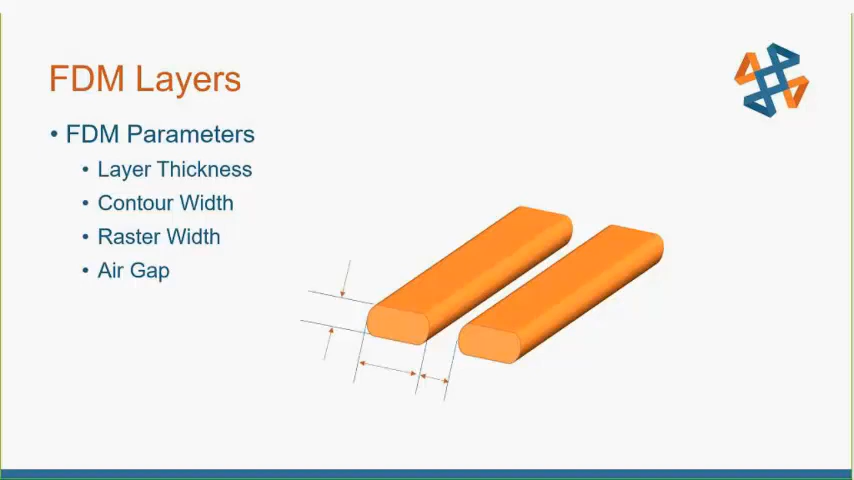 FDM Layers
• FDM Parameters
• Layer Thickness
• Contour Width
• Raster Width
• Air Gap